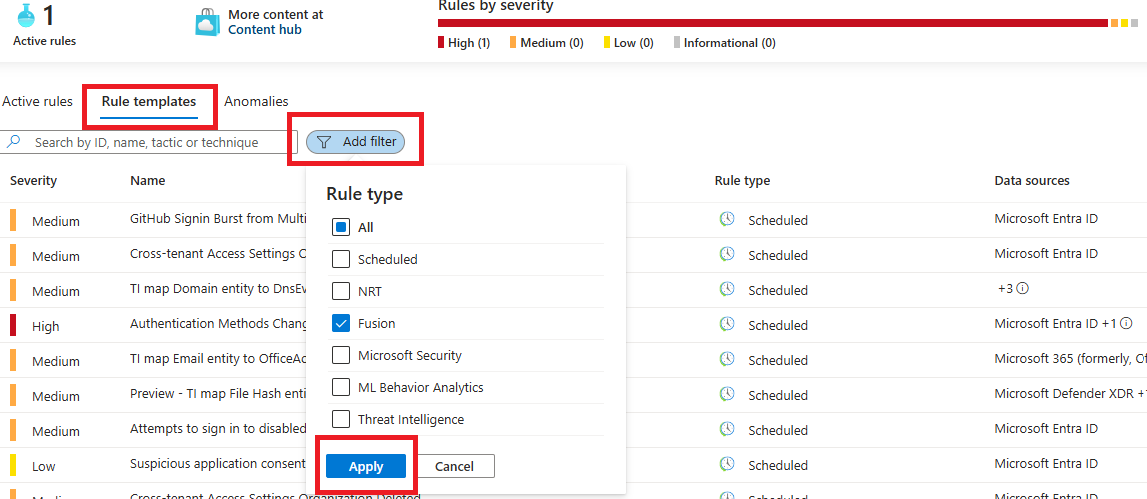 1
Active rules
More content at
Content hub
Rules by severity
High (1) Medium (0) Low (0) Informational (0)
Active rules Rule templates Anomalies
Search by ID, name, tactic or technique Add filter
Severity Name Rule type Data sources
Medium GitHub Signin Burst from Multi Scheduled Microsoft Entra ID
Medium Cross-tenant Access Settings O Scheduled Microsoft Entra ID
Medium TI map Domain entity to DnsEv Scheduled +3
High Authentication Methods Chang Scheduled Microsoft Entra ID +1
Medium TI map Email entity to OfficeAc Scheduled Microsoft 365 (formerly, Of
Medium Preview - TI map File Hash enti Scheduled Microsoft Defender XDR +1
Medium Attempts to sign in to disabled Scheduled Microsoft Entra ID
Low Suspicious application consent Scheduled Microsoft Entra ID
Medium Cross-tenant Access Settings Organization Deleted Scheduled Microsoft Entra ID
Rule type
All
Scheduled
NRT
Fusion
Microsoft Security
ML Behavior Analytics
Threat Intelligence
Apply Cancel